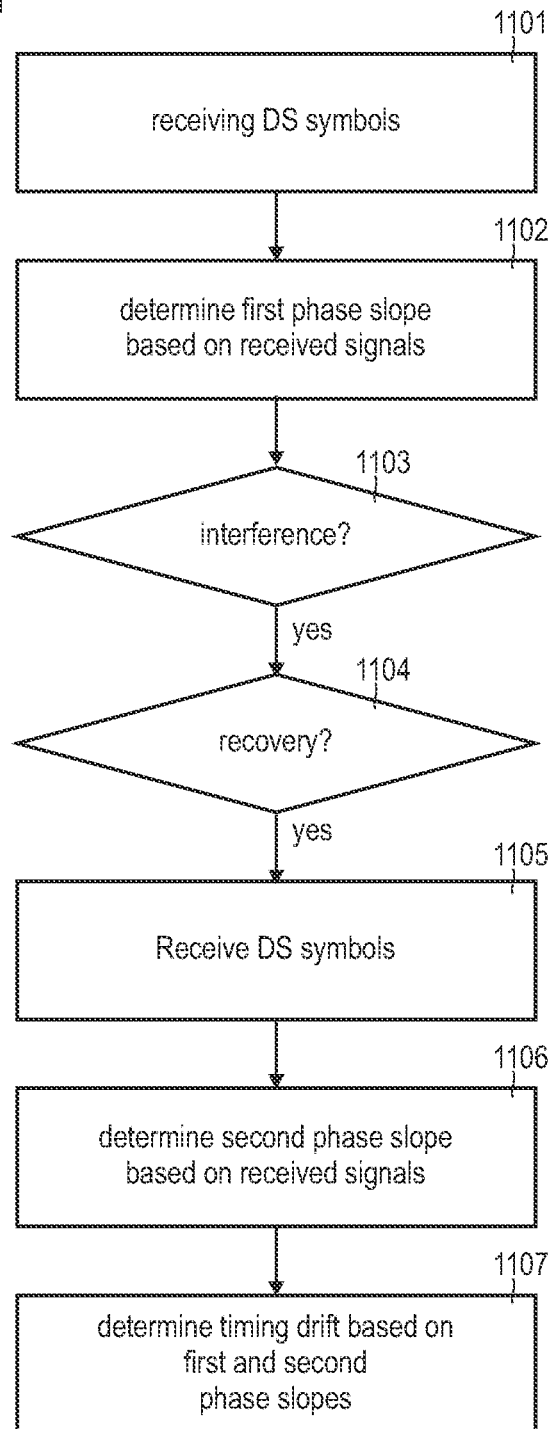 1101
receiving DS symbols
1102
determine first phase slope
based on received signals
1103
interference?
yes
1104
recovery?
yes
1105
Receive DS symbols
1106
determine second phase slope
based on received signals
1107
determine timing drift based on
first and second
phase slopes